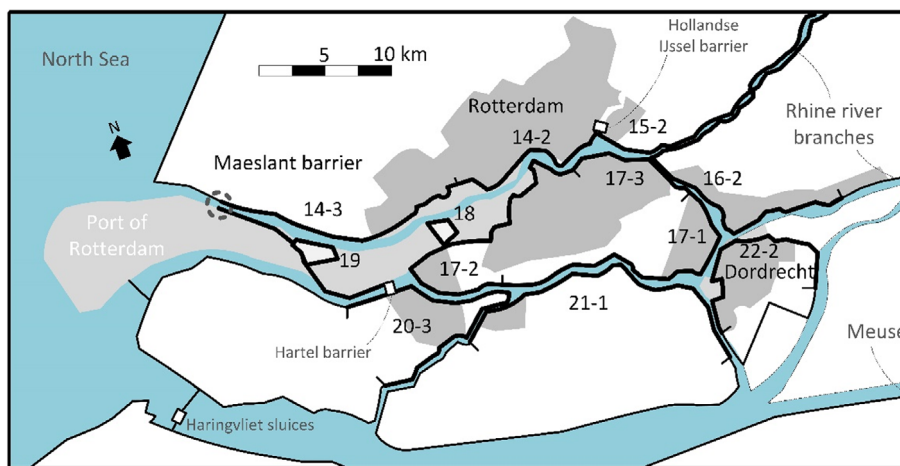 North Sea
5
10 km
N
Hollandse
IJssel barrier
Rotterdam
14-2
15-2
Rhine river
branches
Maeslant barrier
14-3
17-3
16-2
18
Port of
Rotterdam
19
17-2
17-1
22-2
Dordrecht
20-3
21-1
Hartel barrier
Meuse
Haringvliet sluices